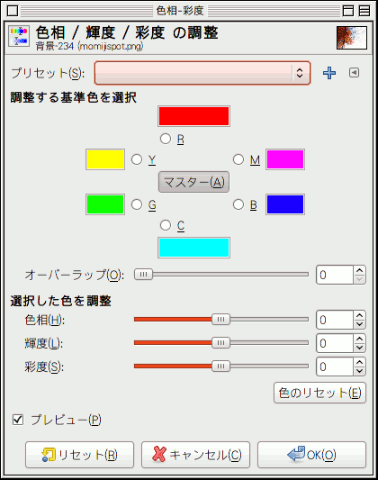 色相-彩度
色相 / 輝度 / 彩度 の調整
背景-234 (momijispot.png)
プリセット(S):
調整する基準色を選択
R
Y M
マスター(A)
G B
C
オーバーラップ(O): 0
選択した色を調整
色相(H): 0
輝度(L): 0
彩度(S): 0
色のリセット(E)
プレビュー(P)
リセット(R) キャンセル(C) OK(O)